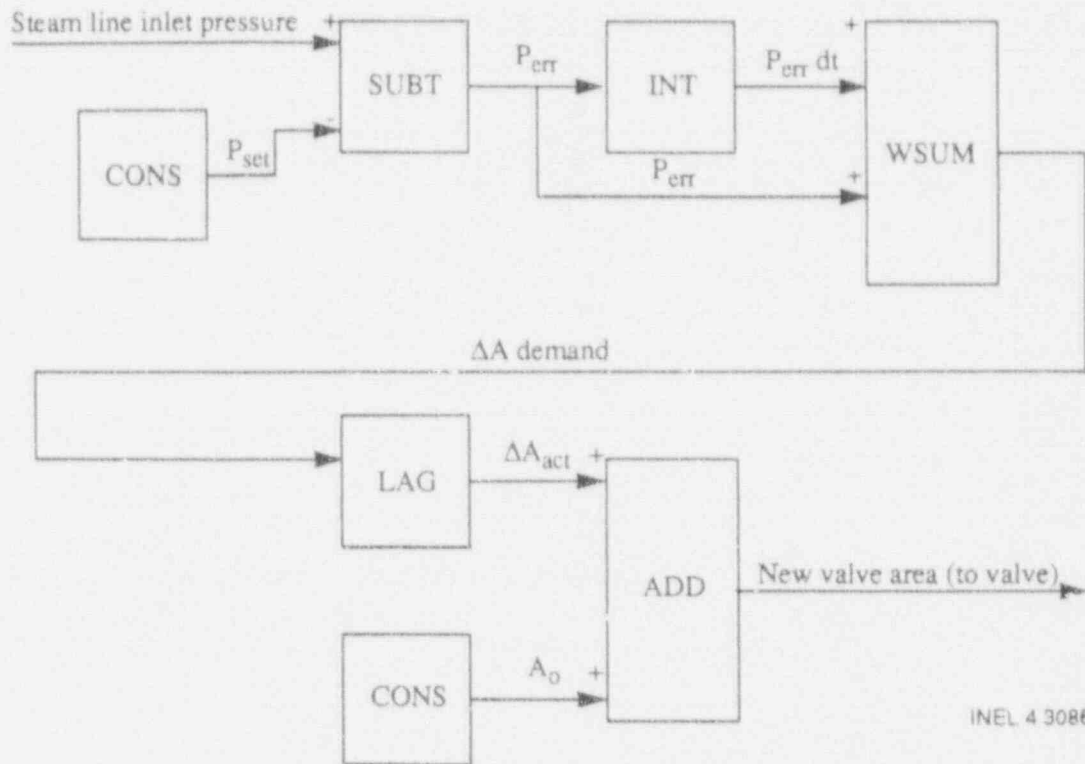 Steam line inlet pressure
+
SUBT
P_err
INT
P_err dt
+
WSUM
CONS
P_set
-
P_err
+
ΔA demand
LAG
ΔA_act
+
ADD
New valve area (to valve)
CONS
A_o
+
INEL 4 3086